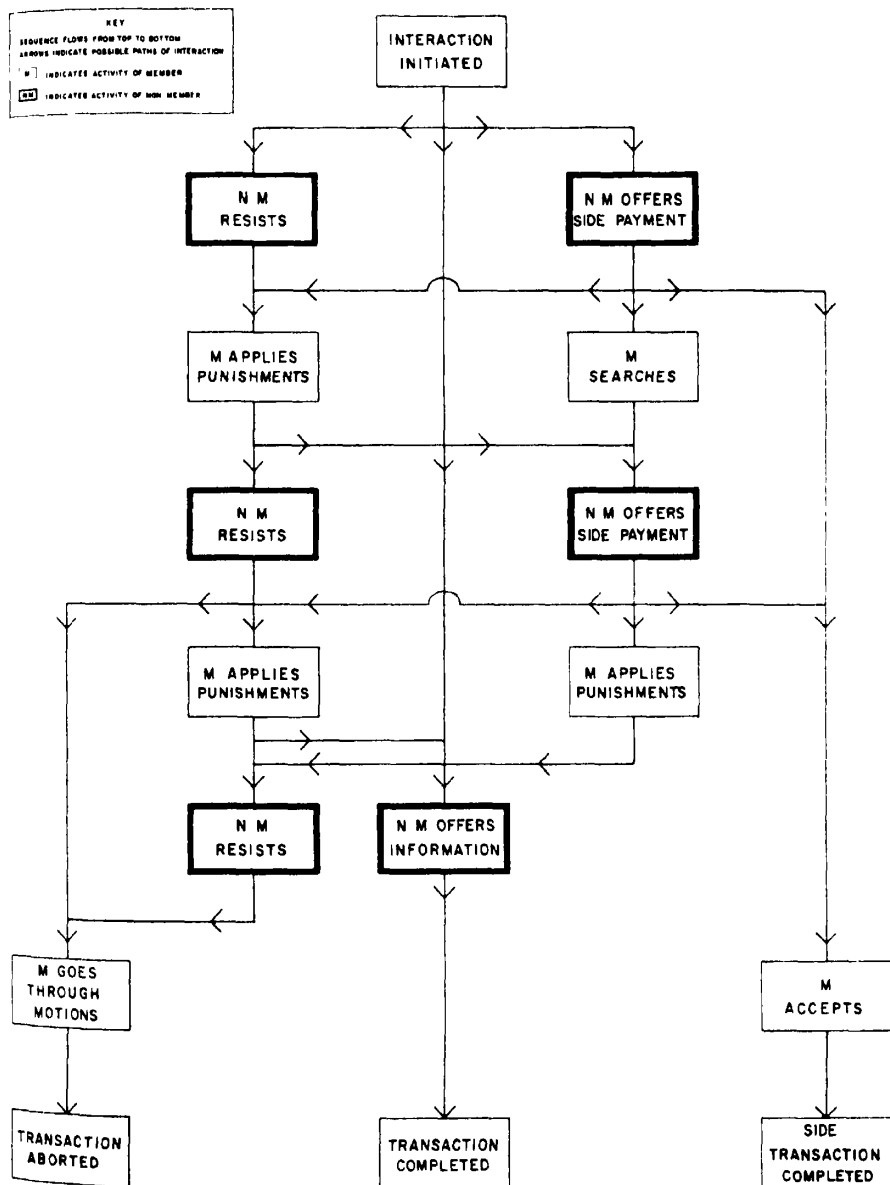 KEY
SEQUENCE FLOWS FROM TOP TO BOTTOM
ARROWS INDICATE POSSIBLE PATHS OF INTERACTION
M INDICATES ACTIVITY OF MEMBER
NM INDICATES ACTIVITY OF NON MEMBER
INTERACTION
INITIATED
N M
RESISTS
N M OFFERS
SIDE PAYMENT
M APPLIES
PUNISHMENTS
M
SEARCHES
N M
RESISTS
N M OFFERS
SIDE PAYMENT
M APPLIES
PUNISHMENTS
M APPLIES
PUNISHMENTS
N M
RESISTS
N M OFFERS
INFORMATION
M GOES
THROUGH
MOTIONS
M
ACCEPTS
TRANSACTION
ABORTED
TRANSACTION
COMPLETED
SIDE
TRANSACTION
COMPLETED